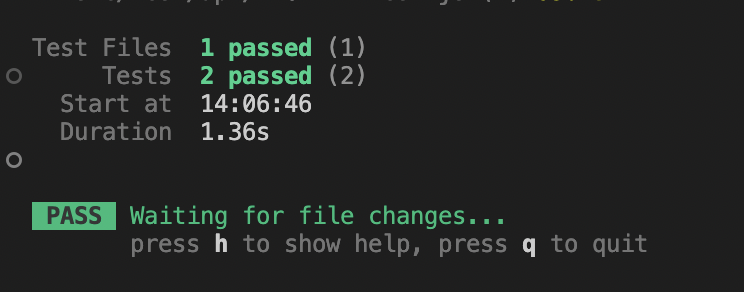 Test Files 1 passed (1)
Tests 2 passed (2)
Start at 14:06:46
Duration 1.36s
PASS Waiting for file changes...
press h to show help, press q to quit